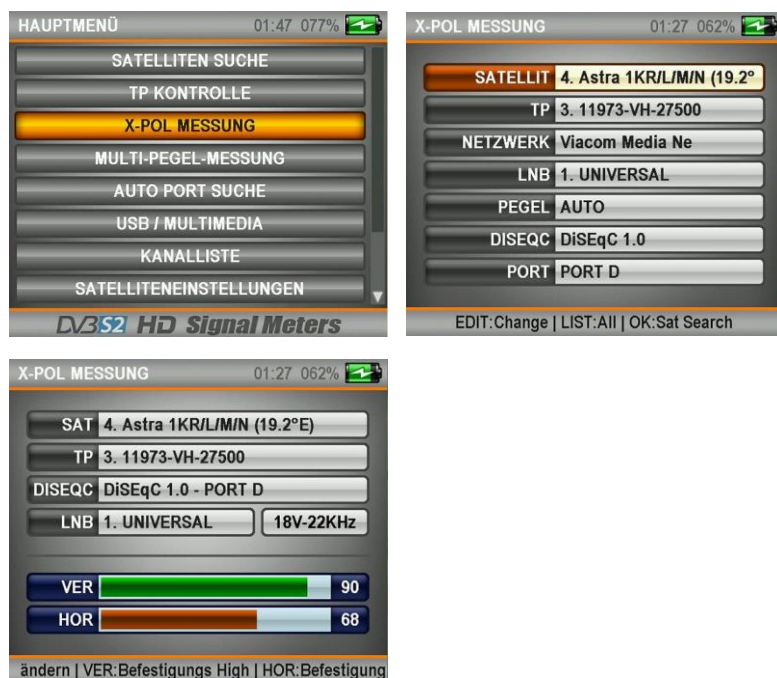 HAUPTMENÜ 01:47 077%
SATELLITEN SUCHE
TP KONTROLLE
X-POL MESSUNG
MULTI-PEGEL-MESSUNG
AUTO PORT SUCHE
USB / MULTIMEDIA
KANALLISTE
SATELLITENEINSTELLUNGEN
DVBS2 HD Signal Meters
X-POL MESSUNG 01:27 062%
SATELLIT 4. Astra 1KR/L/M/N (19.2°
TP 3. 11973-VH-27500
NETZWERK Viacom Media Ne
LNB 1. UNIVERSAL
PEGEL AUTO
DISEQC DiSEqC 1.0
PORT PORT D
EDIT:Change | LIST:All | OK:Sat Search
X-POL MESSUNG 01:27 062%
SAT 4. Astra 1KR/L/M/N (19.2°E)
TP 3. 11973-VH-27500
DISEQC DiSEqC 1.0 - PORT D
LNB 1. UNIVERSAL 18V-22KHz
VER 90
HOR 68
ändern | VER:Befestigungs High | HOR:Befestigung